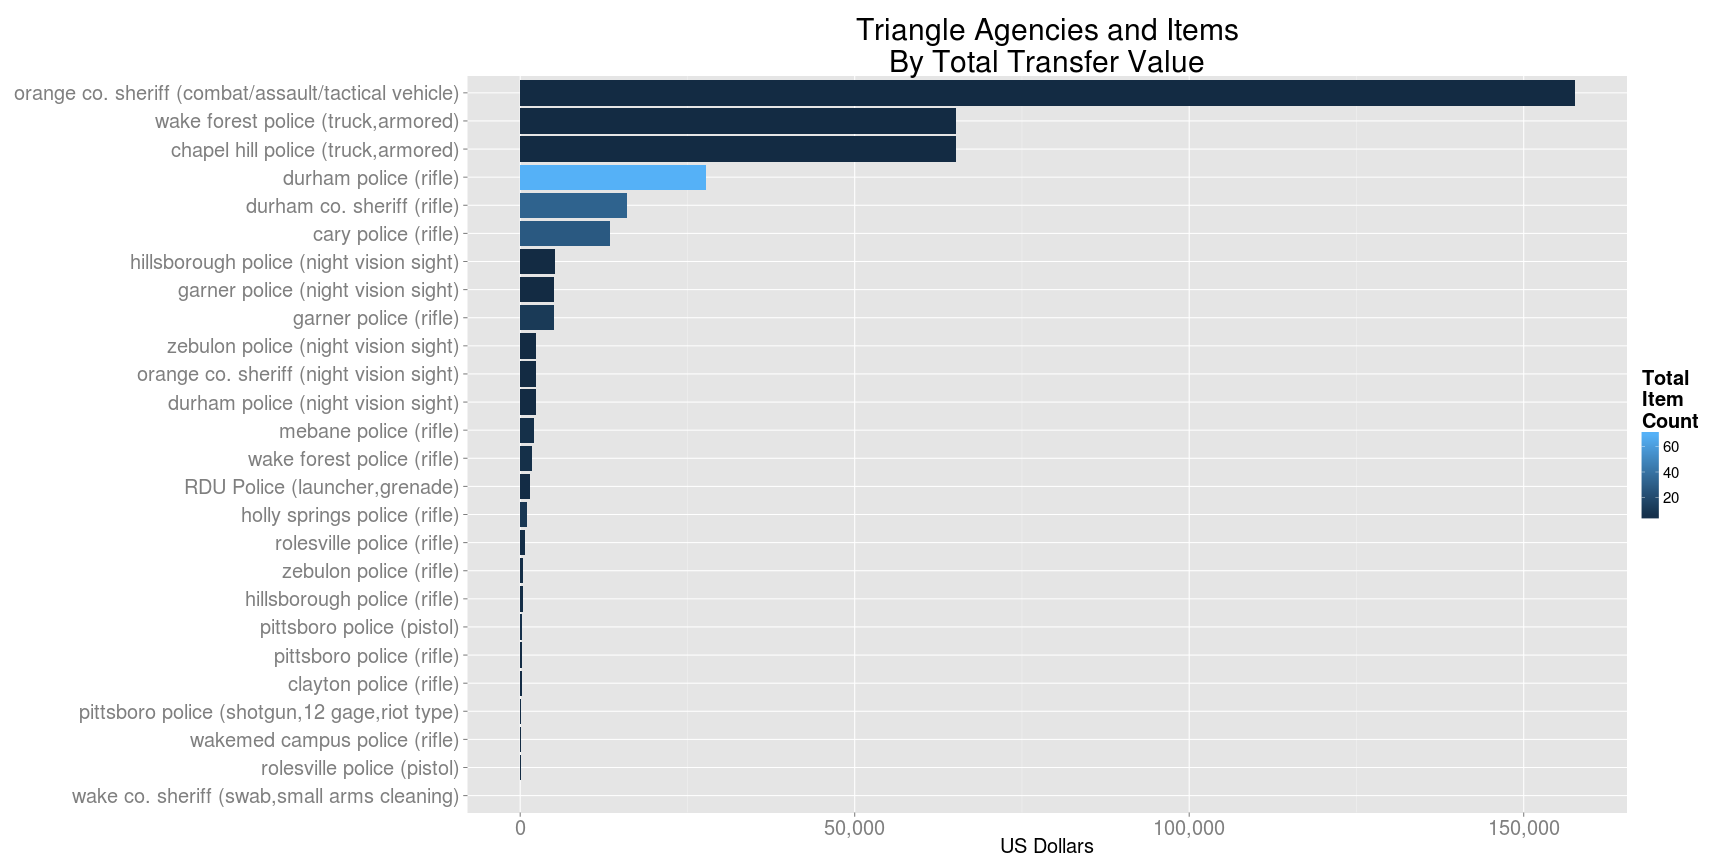 Triangle Agencies and Items
By Total Transfer Value
orange co. sheriff (combat/assault/tactical vehicle)
wake forest police (truck,armored)
chapel hill police (truck,armored)
durham police (rifle)
durham co. sheriff (rifle)
cary police (rifle)
hillsborough police (night vision sight)
garner police (night vision sight)
garner police (rifle)
zebulon police (night vision sight)
orange co. sheriff (night vision sight)
durham police (night vision sight)
mebane police (rifle)
wake forest police (rifle)
RDU Police (launcher,grenade)
holly springs police (rifle)
rolesville police (rifle)
zebulon police (rifle)
hillsborough police (rifle)
pittsboro police (pistol)
pittsboro police (rifle)
clayton police (rifle)
pittsboro police (shotgun,12 gage,riot type)
wakemed campus police (rifle)
rolesville police (pistol)
wake co. sheriff (swab,small arms cleaning)
0 50,000 100,000 150,000
US Dollars
Total
Item
Count
60
40
20